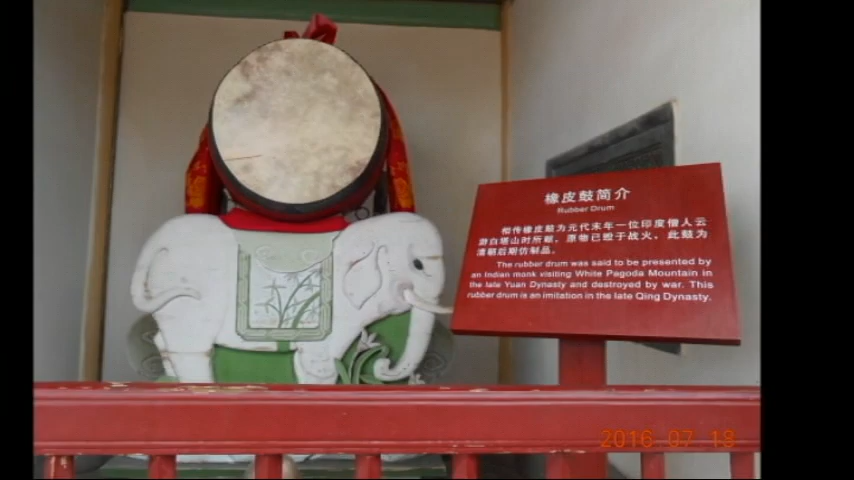 橡皮鼓简介
Rubber Drum
相传橡皮鼓为元代末年一位印度僧人云
游白塔山时所献，原物已毁于战火，此鼓为
清朝后期仿制品。
The rubber drum was said to be presented by
an Indian monk visiting White Pagoda Mountain in
the late Yuan Dynasty and destroyed by war. This
rubber drum is an imitation in the late Qing Dynasty.
2016.07.18